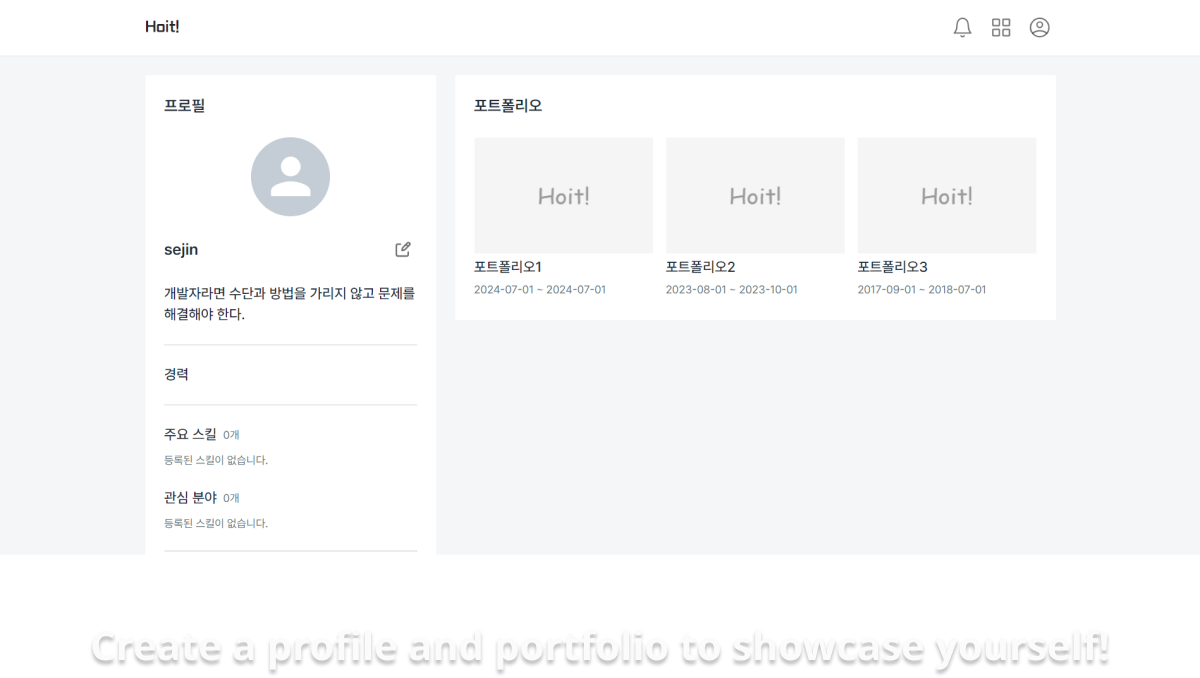 Hoit!
프로필
sejin
개발자라면 수단과 방법을 가리지 않고 문제를
해결해야 한다.
경력
주요 스킬 0개
등록된 스킬이 없습니다.
관심 분야 0개
등록된 스킬이 없습니다.
포트폴리오
Hoit! Hoit! Hoit!
포트폴리오1 포트폴리오2 포트폴리오3
2024-07-01 ~ 2024-07-01 2023-08-01 ~ 2023-10-01 2017-09-01 ~ 2018-07-01
Create a profile and portfolio to showcase yourself!